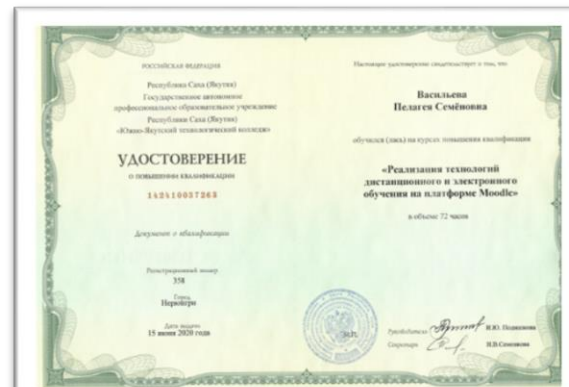 РОССИЙСКАЯ ФЕДЕРАЦИЯ
Республика Саха (Якутия)
Государственное автономное
профессиональное образовательное учреждение
Республики Саха (Якутия)
«Южно-Якутский технологический колледж»
УДОСТОВЕРЕНИЕ
О ПОВЫШЕНИИ КВАЛИФИКАЦИИ
142410037265
Документ о квалификации
Регистрационный номер
358
Город
Нерюнгри
Дата выдачи
15 июня 2020 года
Настоящее удостоверение свидетельствует о том, что
Васильева
Пелагея Семёновна
обучался (лась) на курсах повышения квалификации
«Реализация технологий
дистанционного и электронного
обучения на платформе Moodle»
в объеме 72 часов
М.П.
Руководитель И.Ю. Подмазкова
Секретарь Н.В.Семенкова